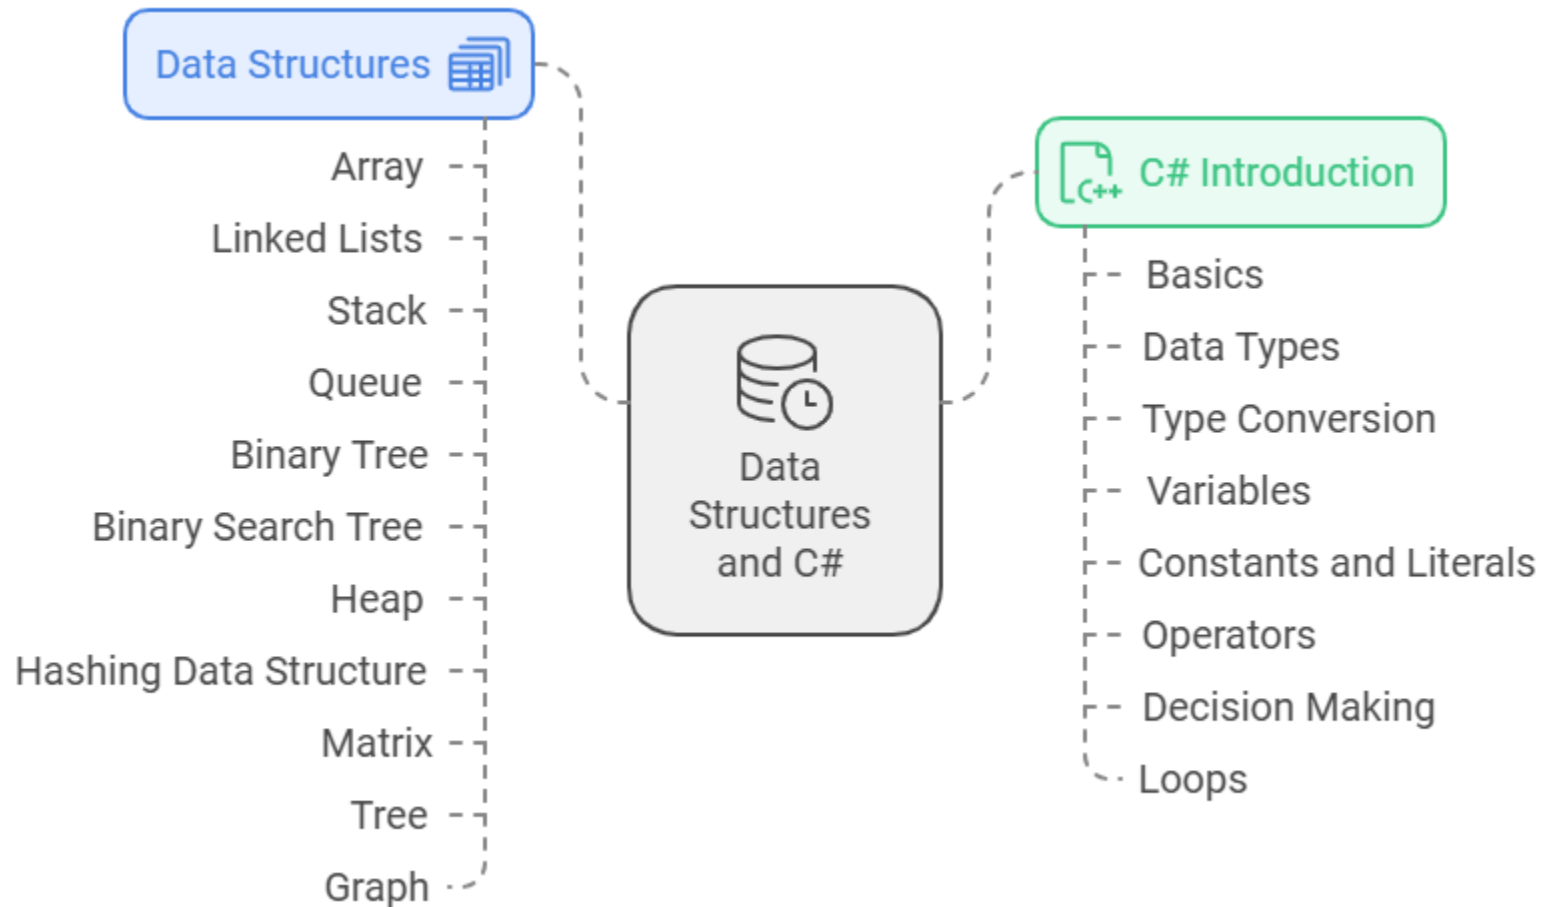 Data Structures
Array
Linked Lists
Stack
Queue
Binary Tree
Binary Search Tree
Heap
Hashing Data Structure
Matrix
Tree
Graph
Data
Structures
and C#
C++
C# Introduction
Basics
Data Types
Type Conversion
Variables
Constants and Literals
Operators
Decision Making
Loops